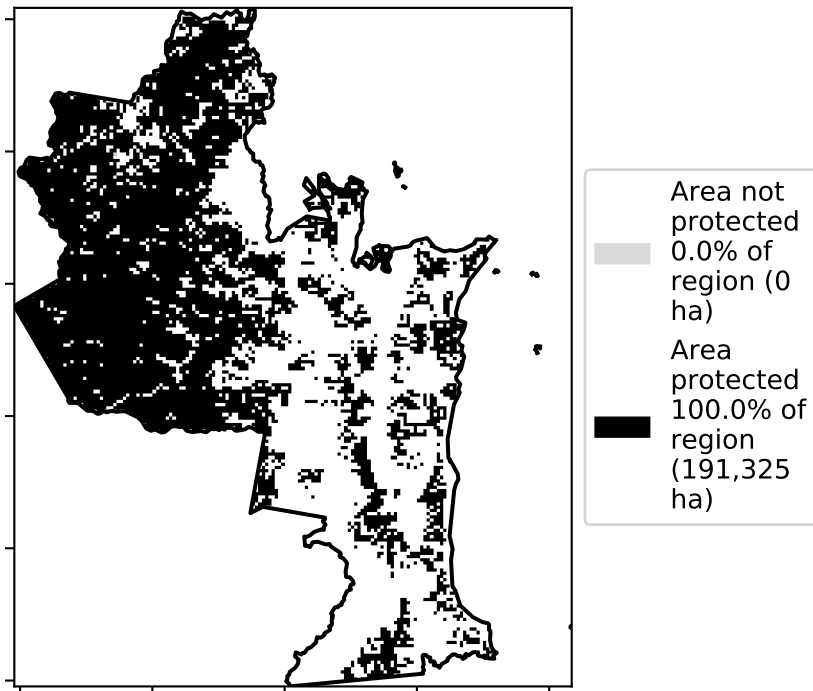 Area not
protected
0.0% of
region (0
ha)
Area
protected
100.0% of
region
(191,325
ha)